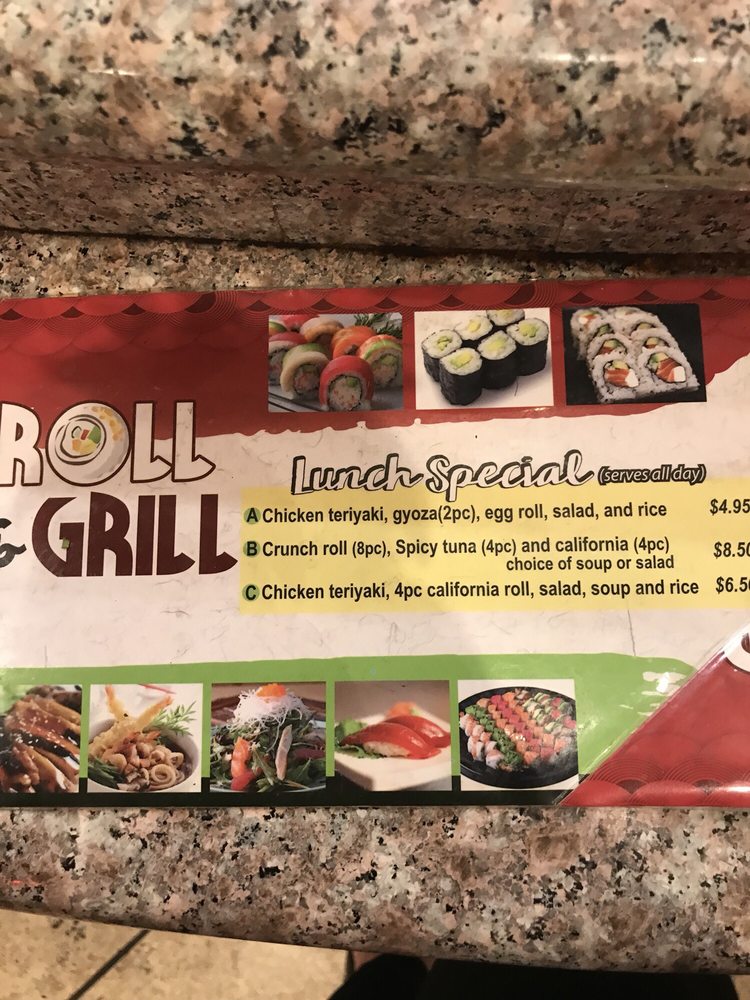 ROLL
& GRILL
Lunch Special (serves all day)
A Chicken teriyaki, gyoza(2pc), egg roll, salad, and rice $4.95
B Crunch roll (8pc), Spicy tuna (4pc) and california (4pc) $8.50
choice of soup or salad
C Chicken teriyaki, 4pc california roll, salad, soup and rice $6.50